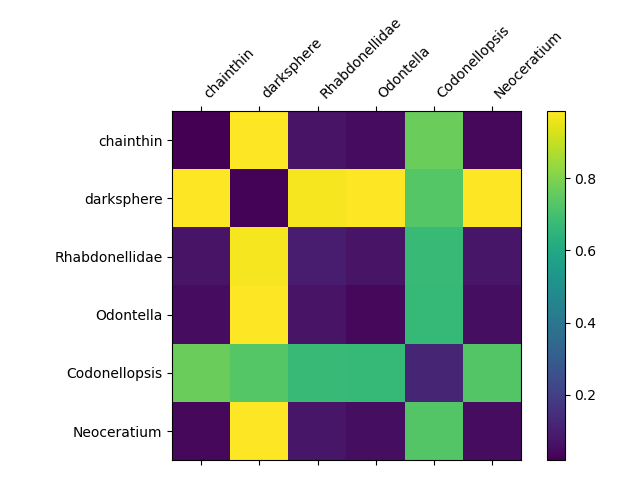 chainthin
darksphere
Rhabdonellidae
Odontella
Codonellopsis
Neoceratium
chainthin
darksphere
Rhabdonellidae
Odontella
Codonellopsis
Neoceratium
0.8
0.6
0.4
0.2